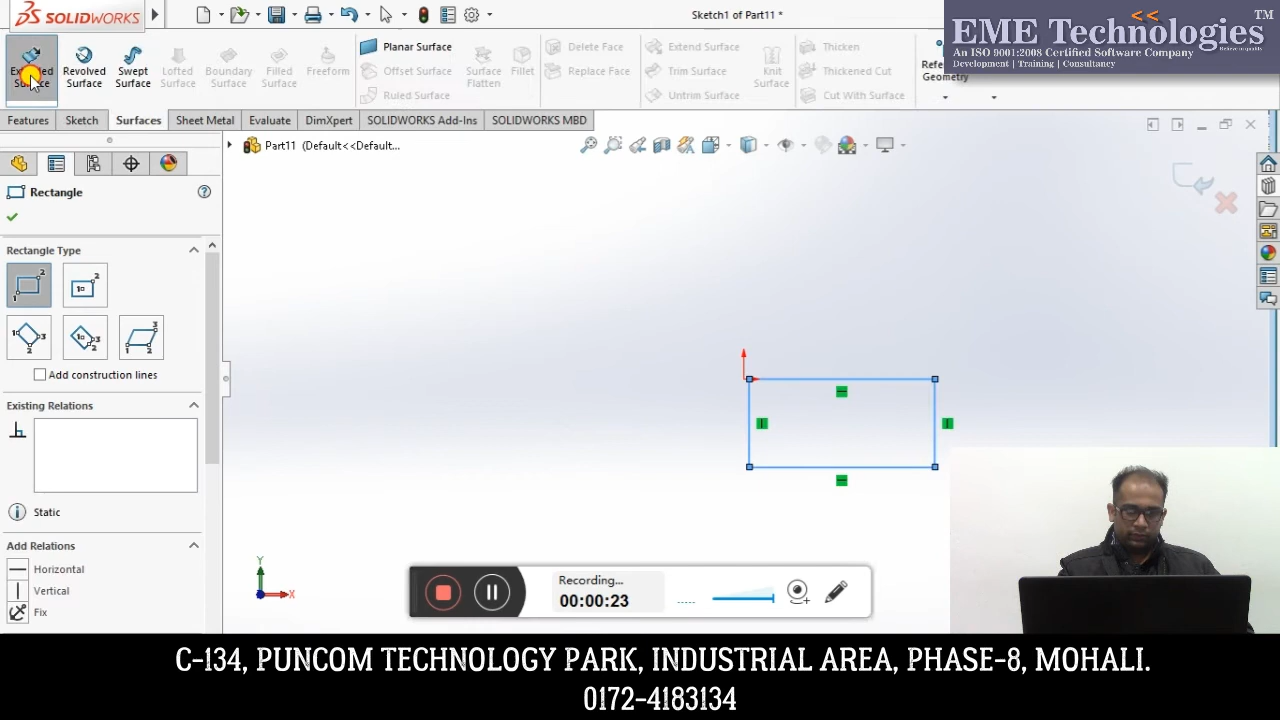 SOLIDWORKS
Sketch1 of Part11 *
EME Technologies TM
An ISO 9001:2008 Certified Software Company
Development | Training | Consultancy
Surface
Revolved Surface
Swept Surface
Lofted Surface
Boundary Surface
Filled Surface
Freeform
Planar Surface
Offset Surface
Ruled Surface
Surface Flatten
Fillet
Delete Face
Replace Face
Extend Surface
Trim Surface
Untrim Surface
Knit Surface
Thicken
Thickened Cut
Cut With Surface
Geometry
Features
Sketch
Surfaces
Sheet Metal
Evaluate
DimXpert
SOLIDWORKS Add-Ins
SOLIDWORKS MBD
Part11 (Default<<Default...
Rectangle
Rectangle Type
Add construction lines
Existing Relations
Static
Add Relations
Horizontal
Vertical
Fix
Y
X
Recording...
00:00:23
C-134, PUNCOM TECHNOLOGY PARK, INDUSTRIAL AREA, PHASE-8, MOHALI.
0172-4183134